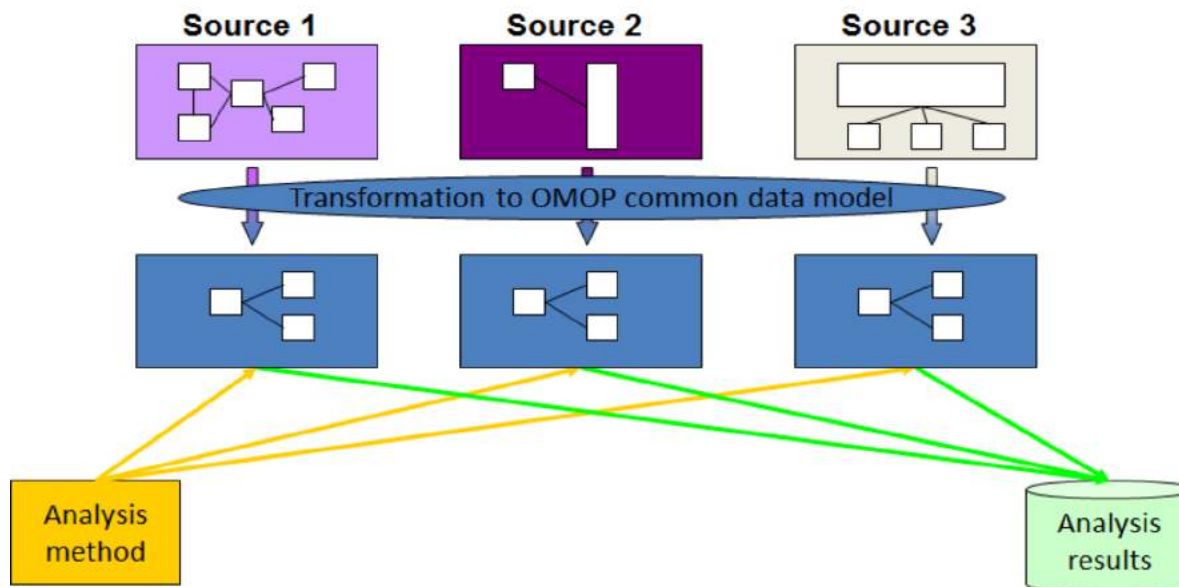 Source 1
Source 2
Source 3
Transformation to OMOP common data model
Analysis
method
Analysis
results